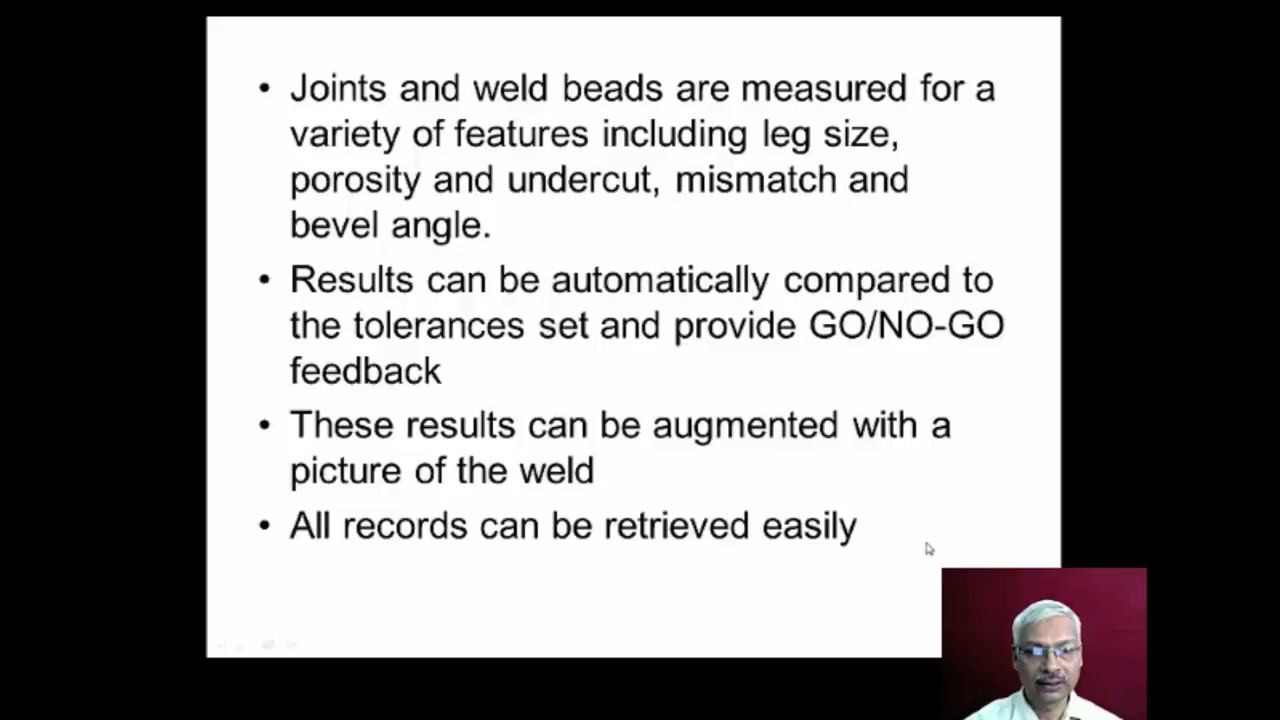 • Joints and weld beads are measured for a
variety of features including leg size,
porosity and undercut, mismatch and
bevel angle.
• Results can be automatically compared to
the tolerances set and provide GO/NO-GO
feedback
• These results can be augmented with a
picture of the weld
• All records can be retrieved easily